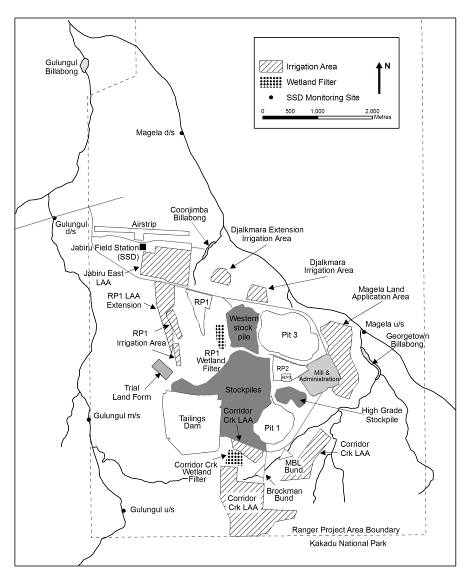 Gulungul
Billabong
Irrigation Area
Wetland Filter
SSD Monitoring Site
N
0 500 1,000 2,000
Metres
Magela d/s
Coonjimba
Billabong
Gulungul
d/s
Airstrip
Djalkmara Extension
Irrigation Area
Jabiru Field Station
(SSD)
Djalkmara
Irrigation Area
Jabiru East
LAA
Magela Land
Application Area
RP1 LAA
Extension
RP1
Western
stock
pile
Pit 3
Magela u/s
Georgetown
Billabong
RP1
Irrigation Area
RP1
Wetland
Filter
RP2
RP3
Mill &
Administration
Trial
Land Form
Stockpiles
High Grade
Stockpile
Gulungul m/s
Tailings
Dam
Corridor
Crk LAA
Pit 1
Corridor
Crk LAA
Corridor Crk
Wetland
Filter
MBL
Bund
Brockman
Bund
Corridor
Crk LAA
Gulungul u/s
Ranger Project Area Boundary
Kakadu National Park